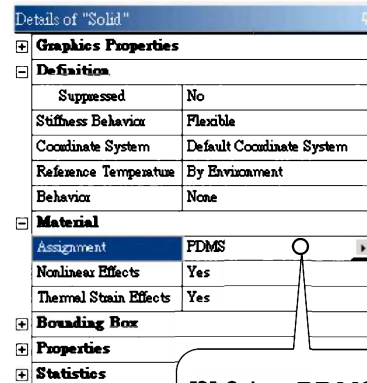 Details of "Solid"
Graphics Properties
Definition
Suppressed No
Stiffness Behavior Flexible
Coordinate System Default Coordinate System
Reference Temperature By Environment
Behavior None
Material
Assignment PDMS
Nonlinear Effects Yes
Thermal Strain Effects Yes
Bounding Box
Properties
Statistics